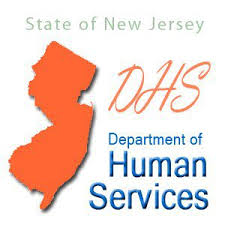 State of New Jersey
DHS
Department of
Human
Services